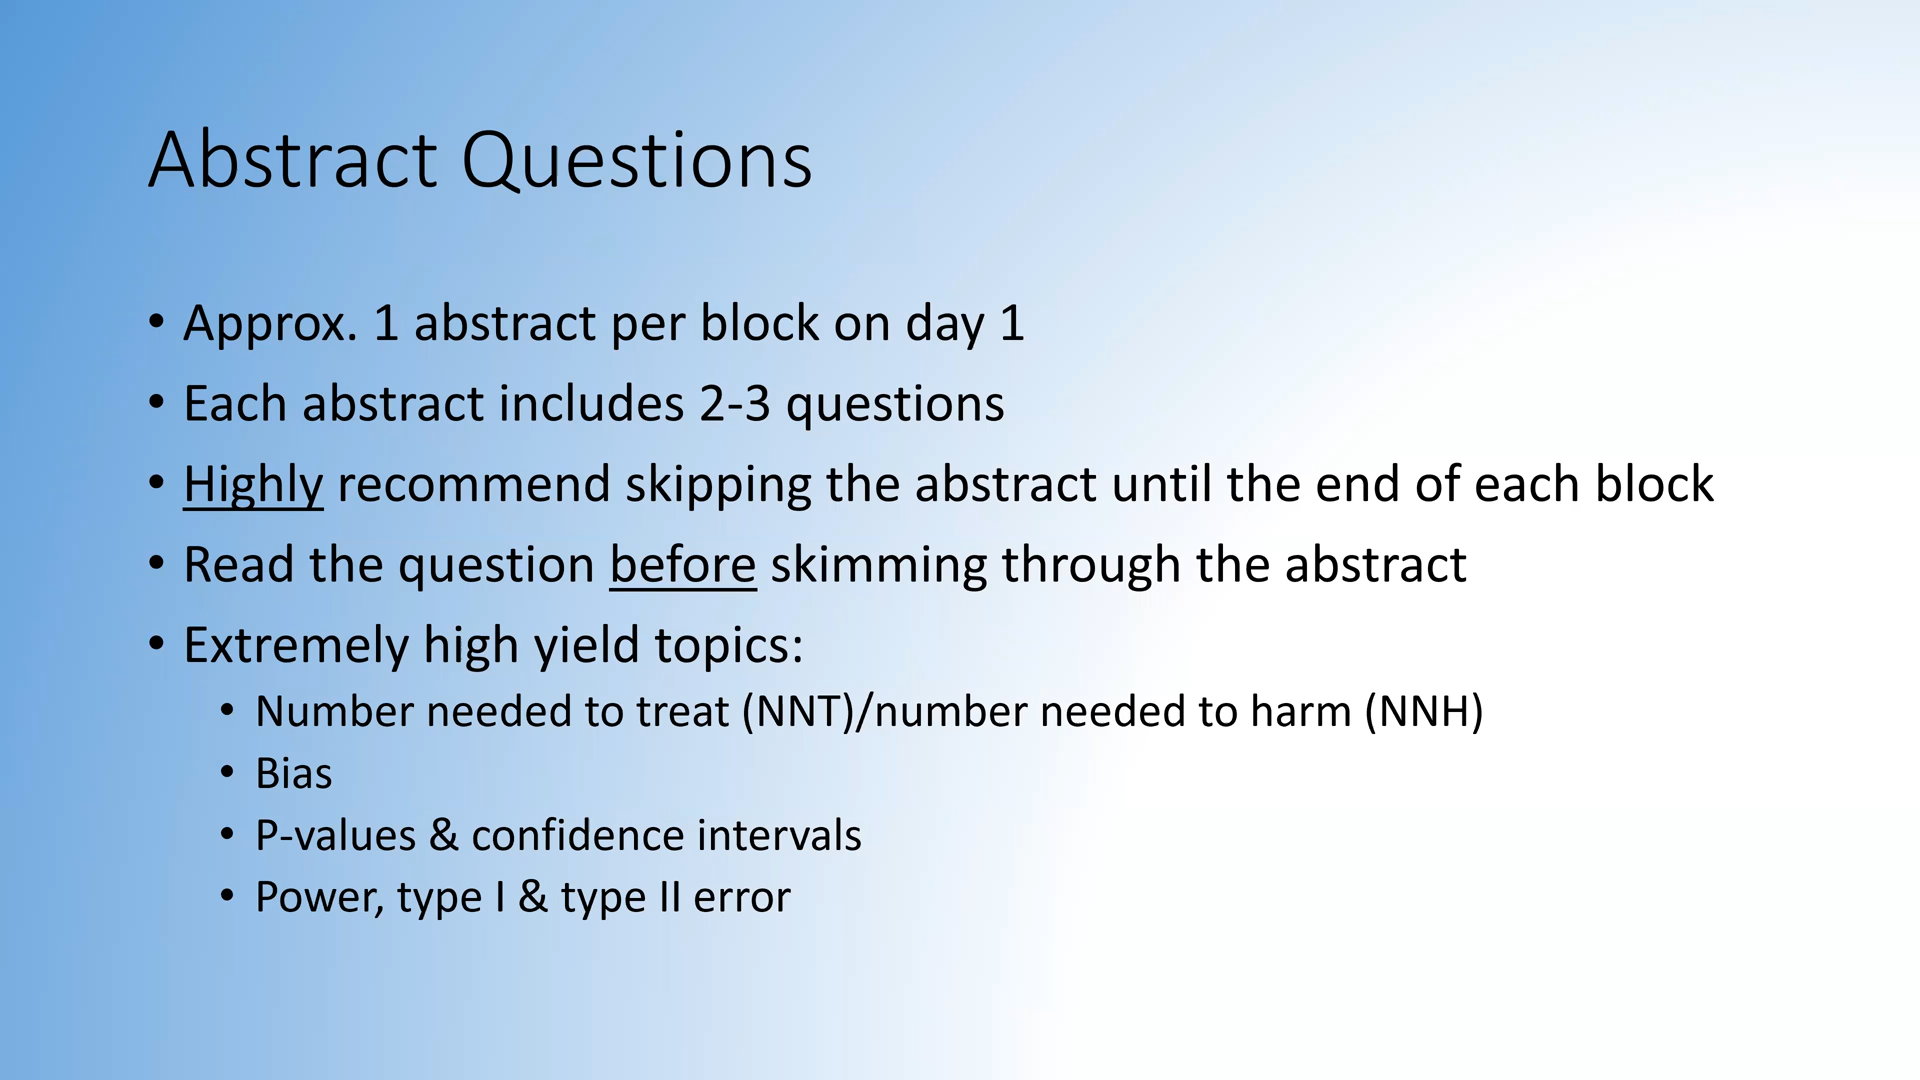 Abstract Questions
• Approx. 1 abstract per block on day 1
• Each abstract includes 2-3 questions
• Highly recommend skipping the abstract until the end of each block
• Read the question before skimming through the abstract
• Extremely high yield topics:
• Number needed to treat (NNT)/number needed to harm (NNH)
• Bias
• P-values & confidence intervals
• Power, type I & type II error